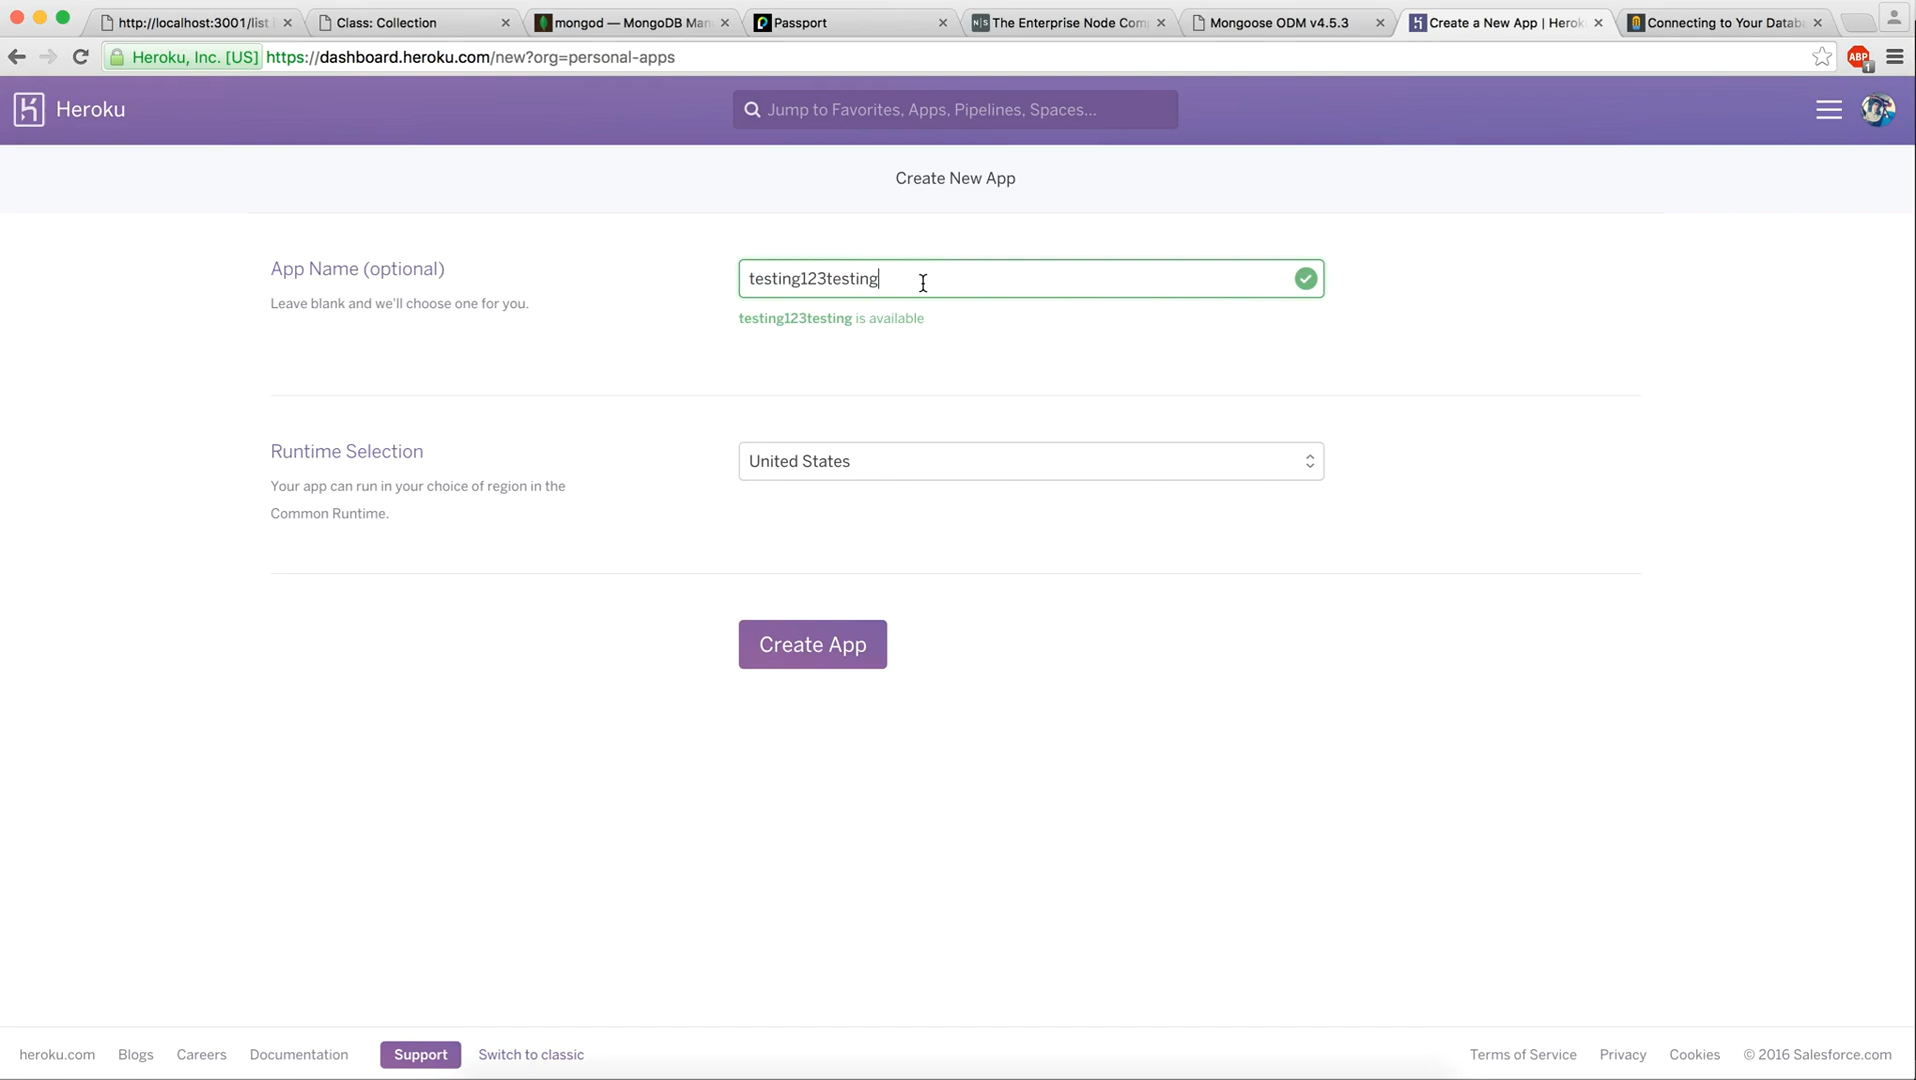 http://localhost:3001/list
Class: Collection
mongod — MongoDB Man
Passport
N|S The Enterprise Node Com
Mongoose ODM v4.5.3
Create a New App | Herok
Connecting to Your Databa
Heroku, Inc. [US] https://dashboard.heroku.com/new?org=personal-apps
ABP
1
Heroku
Jump to Favorites, Apps, Pipelines, Spaces...
Create New App
App Name (optional)
Leave blank and we'll choose one for you.
testing123testing
testing123testing is available
Runtime Selection
Your app can run in your choice of region in the
Common Runtime.
United States
Create App
heroku.com Blogs Careers Documentation Support Switch to classic Terms of Service Privacy Cookies © 2016 Salesforce.com